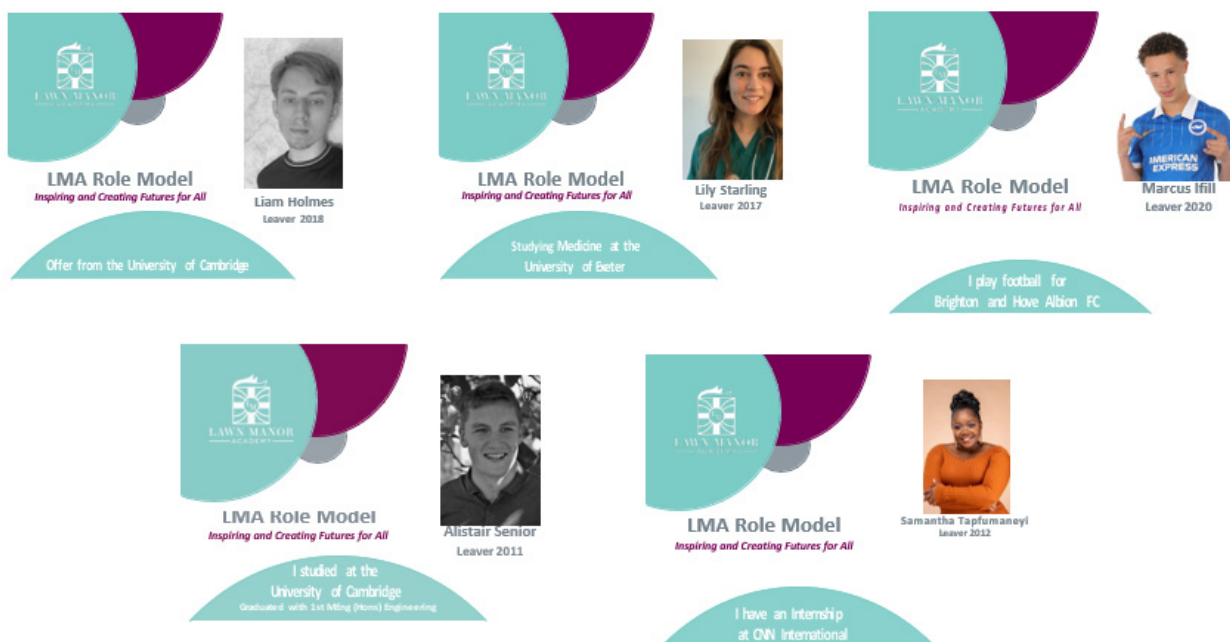 LAWN MANOR
ACADEMY
LMA Role Model
Inspiring and Creating Futures for All
Liam Holmes
Leaver 2018
Offer from the University of Cambridge
LAWN MANOR
ACADEMY
LMA Role Model
Inspiring and Creating Futures for All
Lily Starling
Leaver 2017
Studying Medicine at the
University of Exeter
LAWN MANOR
ACADEMY
LMA Role Model
Inspiring and Creating Futures for All
AMERICAN
EXPRESS
Marcus Ifill
Leaver 2020
I play football for
Brighton and Hove Albion FC
LAWN MANOR
ACADEMY
LMA Role Model
Inspiring and Creating Futures for All
Alistair Senior
Leaver 2011
I studied at the
University of Cambridge
Graduated with 1st MEng (Hons) Engineering
LAWN MANOR
ACADEMY
LMA Role Model
Inspiring and Creating Futures for All
Samantha Tapfumaneyi
Leaver 2012
I have an Internship
at CNN International